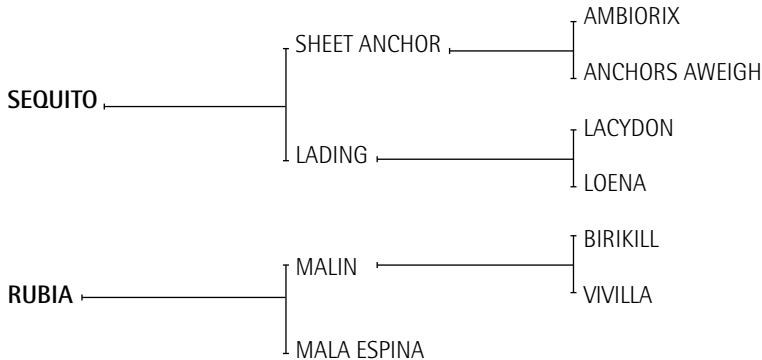 AMBIORIX
SHEET ANCHOR
ANCHORS AWEIGH
SEQUITO
LACYDON
LADING
LOENA
BIRIKILL
MALIN
RUBIA
VIVILLA
MALA ESPINA